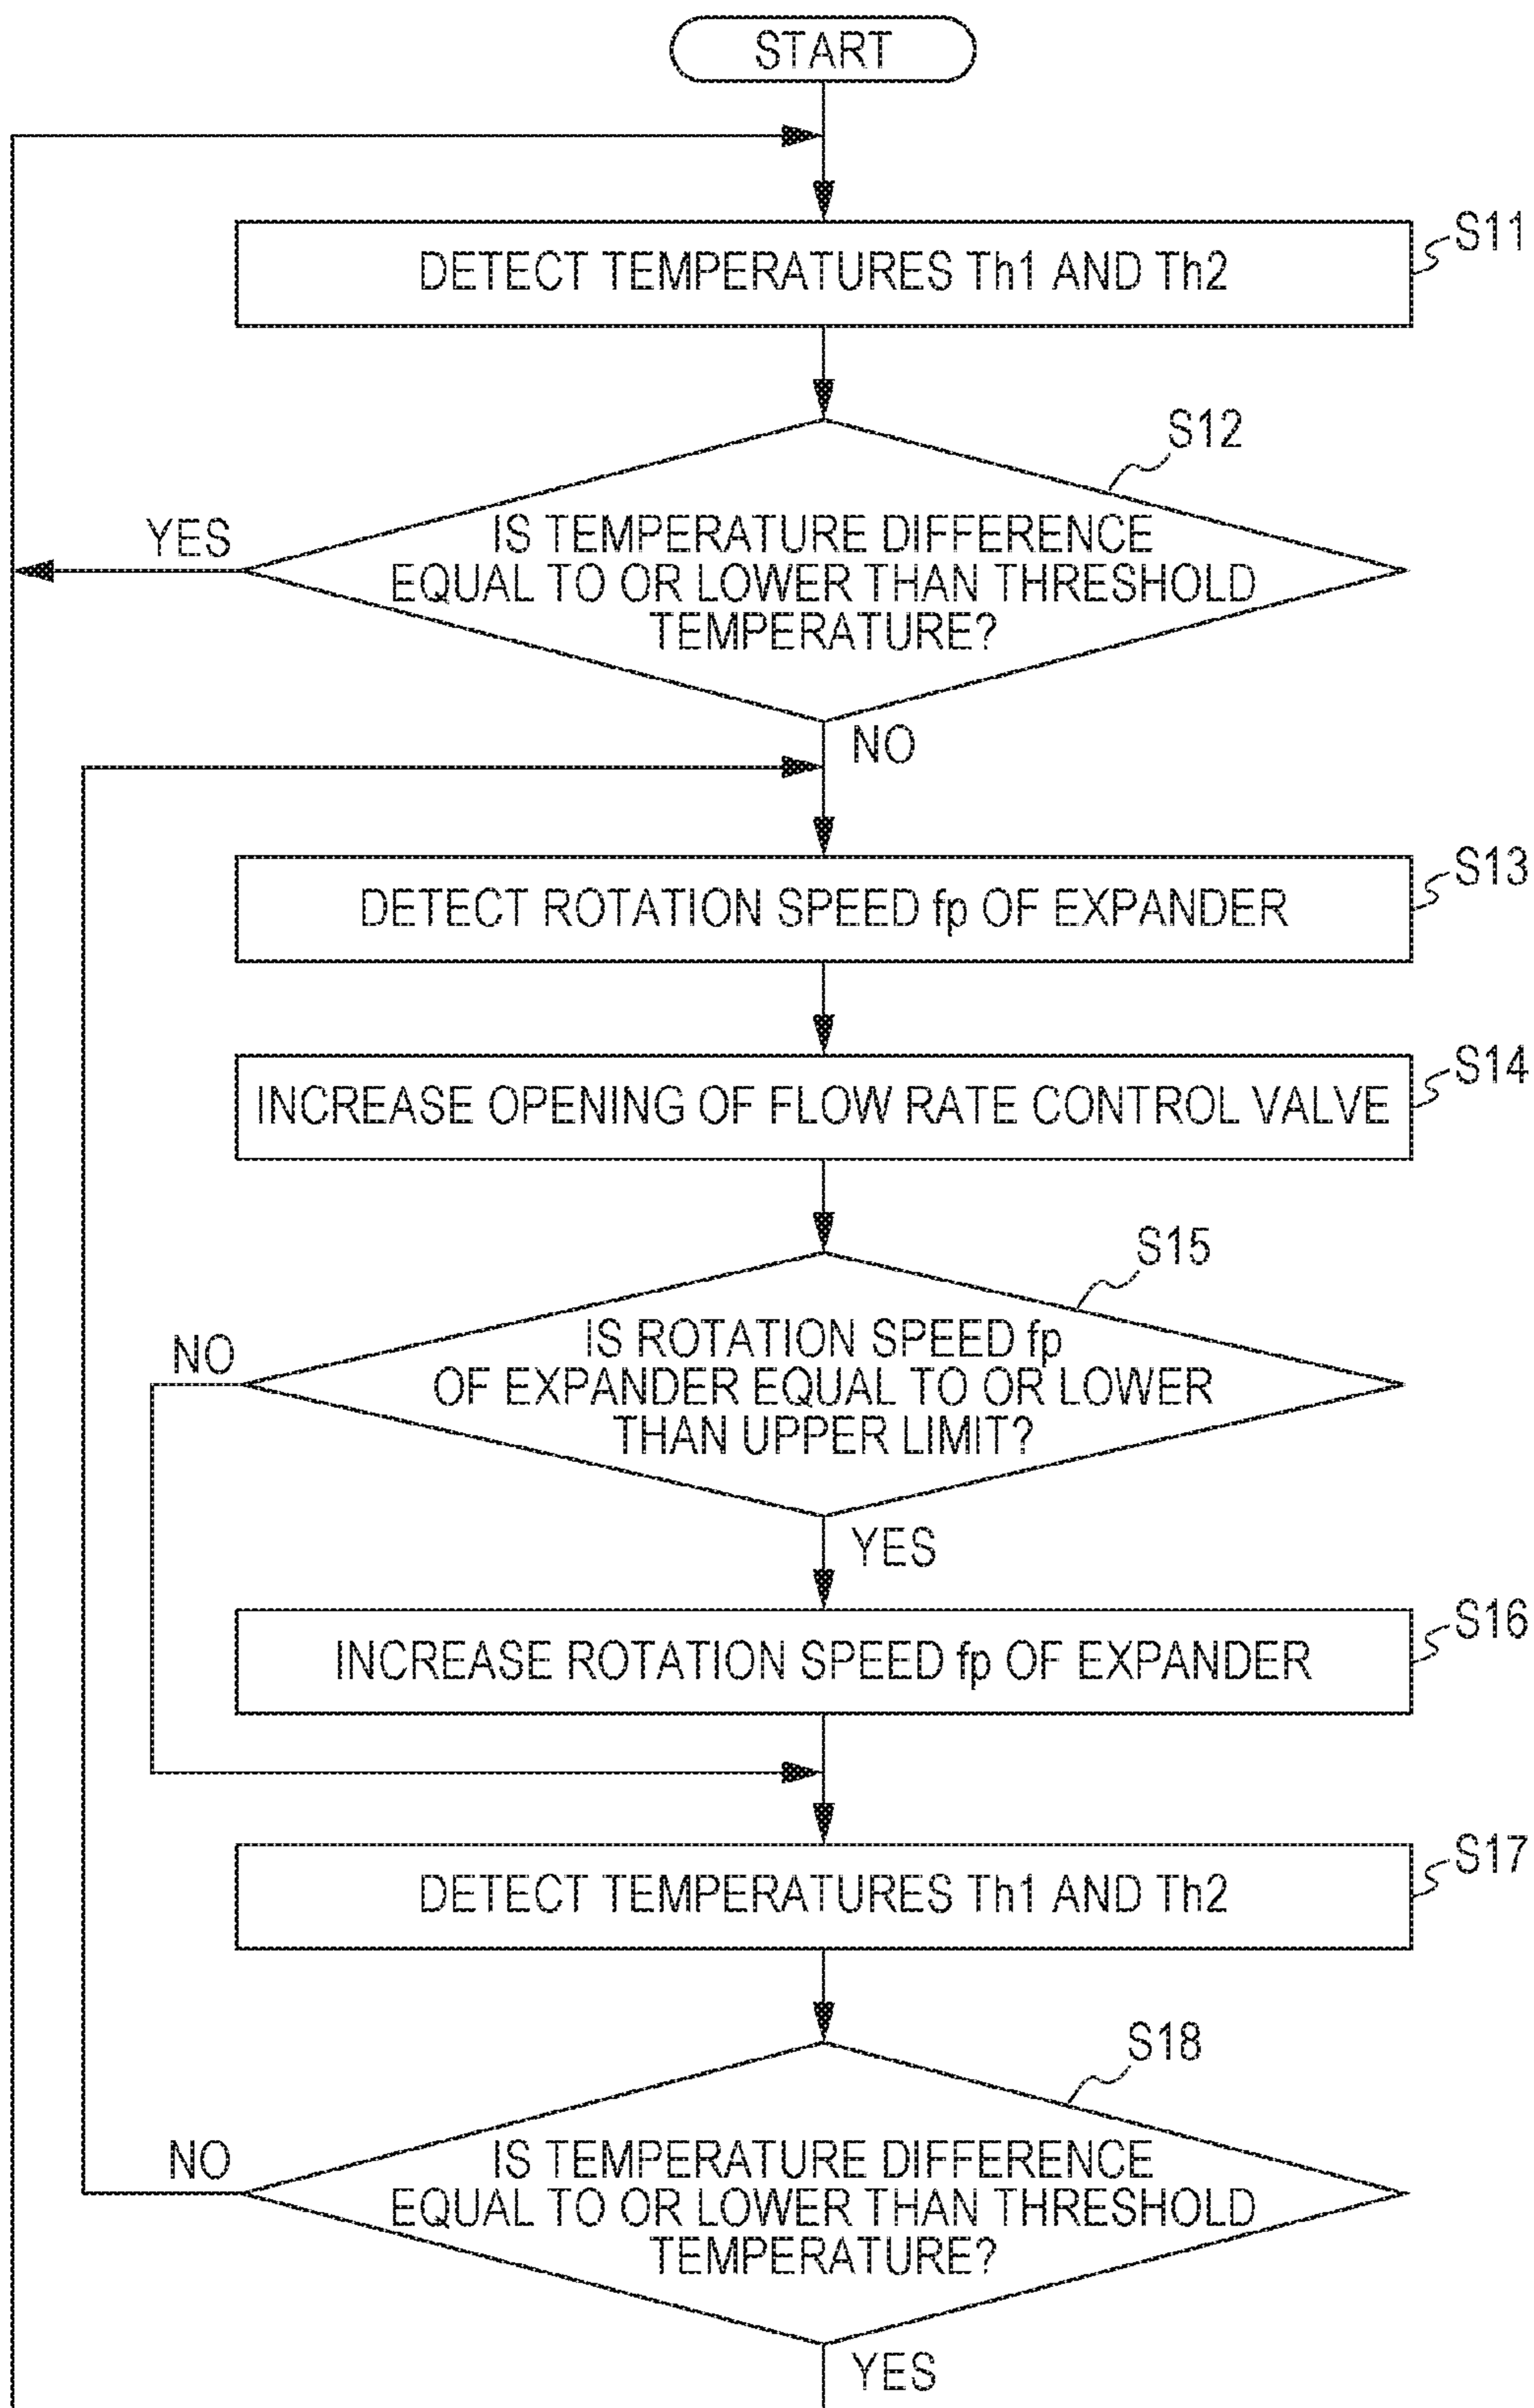 START
DETECT TEMPERATURES Th1 AND Th2
S11
S12
YES
IS TEMPERATURE DIFFERENCE
EQUAL TO OR LOWER THAN THRESHOLD
TEMPERATURE?
NO
DETECT ROTATION SPEED fp OF EXPANDER
S13
INCREASE OPENING OF FLOW RATE CONTROL VALVE
S14
S15
NO
IS ROTATION SPEED fp
OF EXPANDER EQUAL TO OR LOWER
THAN UPPER LIMIT?
YES
INCREASE ROTATION SPEED fp OF EXPANDER
S16
DETECT TEMPERATURES Th1 AND Th2
S17
S18
NO
IS TEMPERATURE DIFFERENCE
EQUAL TO OR LOWER THAN THRESHOLD
TEMPERATURE?
YES